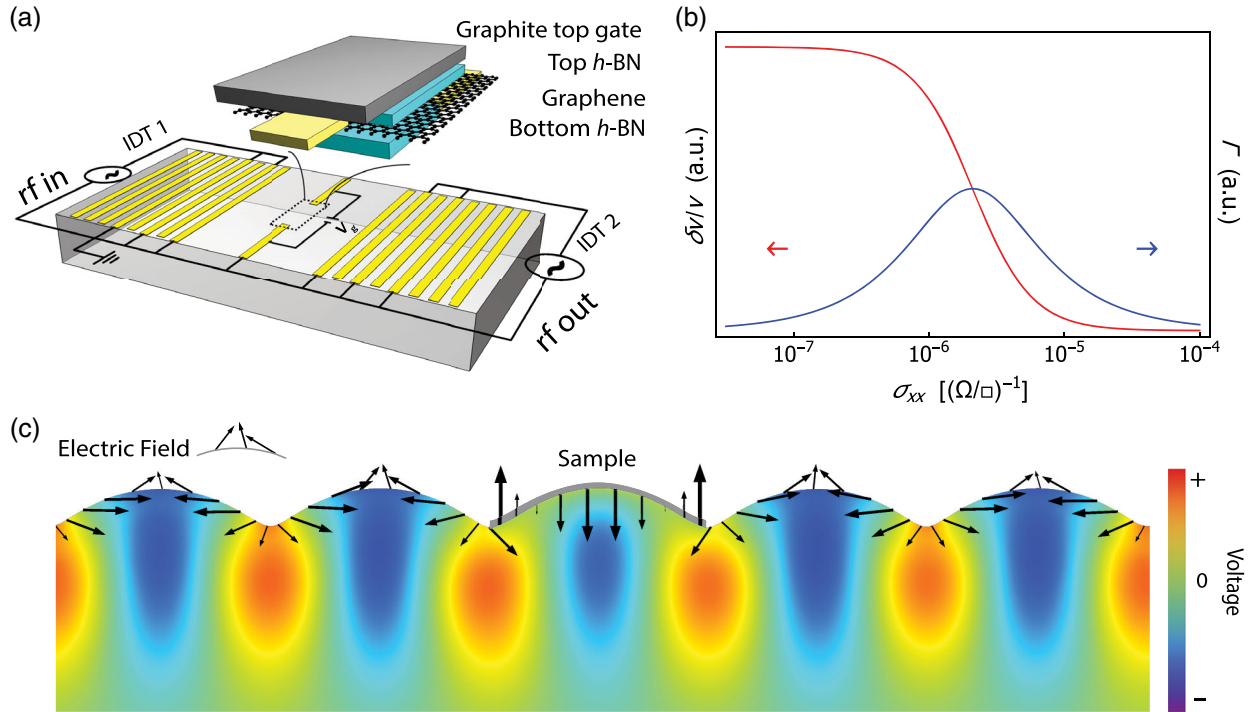 (a)
Graphite top gate
Top h-BN
Graphene
Bottom h-BN
IDT 1
rf in
V_g
IDT 2
rf out
(b)
δv/v (a.u.)
Γ (a.u.)
←
→
10⁻⁷
10⁻⁶
10⁻⁵
10⁻⁴
σ_xx [(Ω/□)⁻¹]
(c)
Electric Field
Sample
+
0
−
Voltage